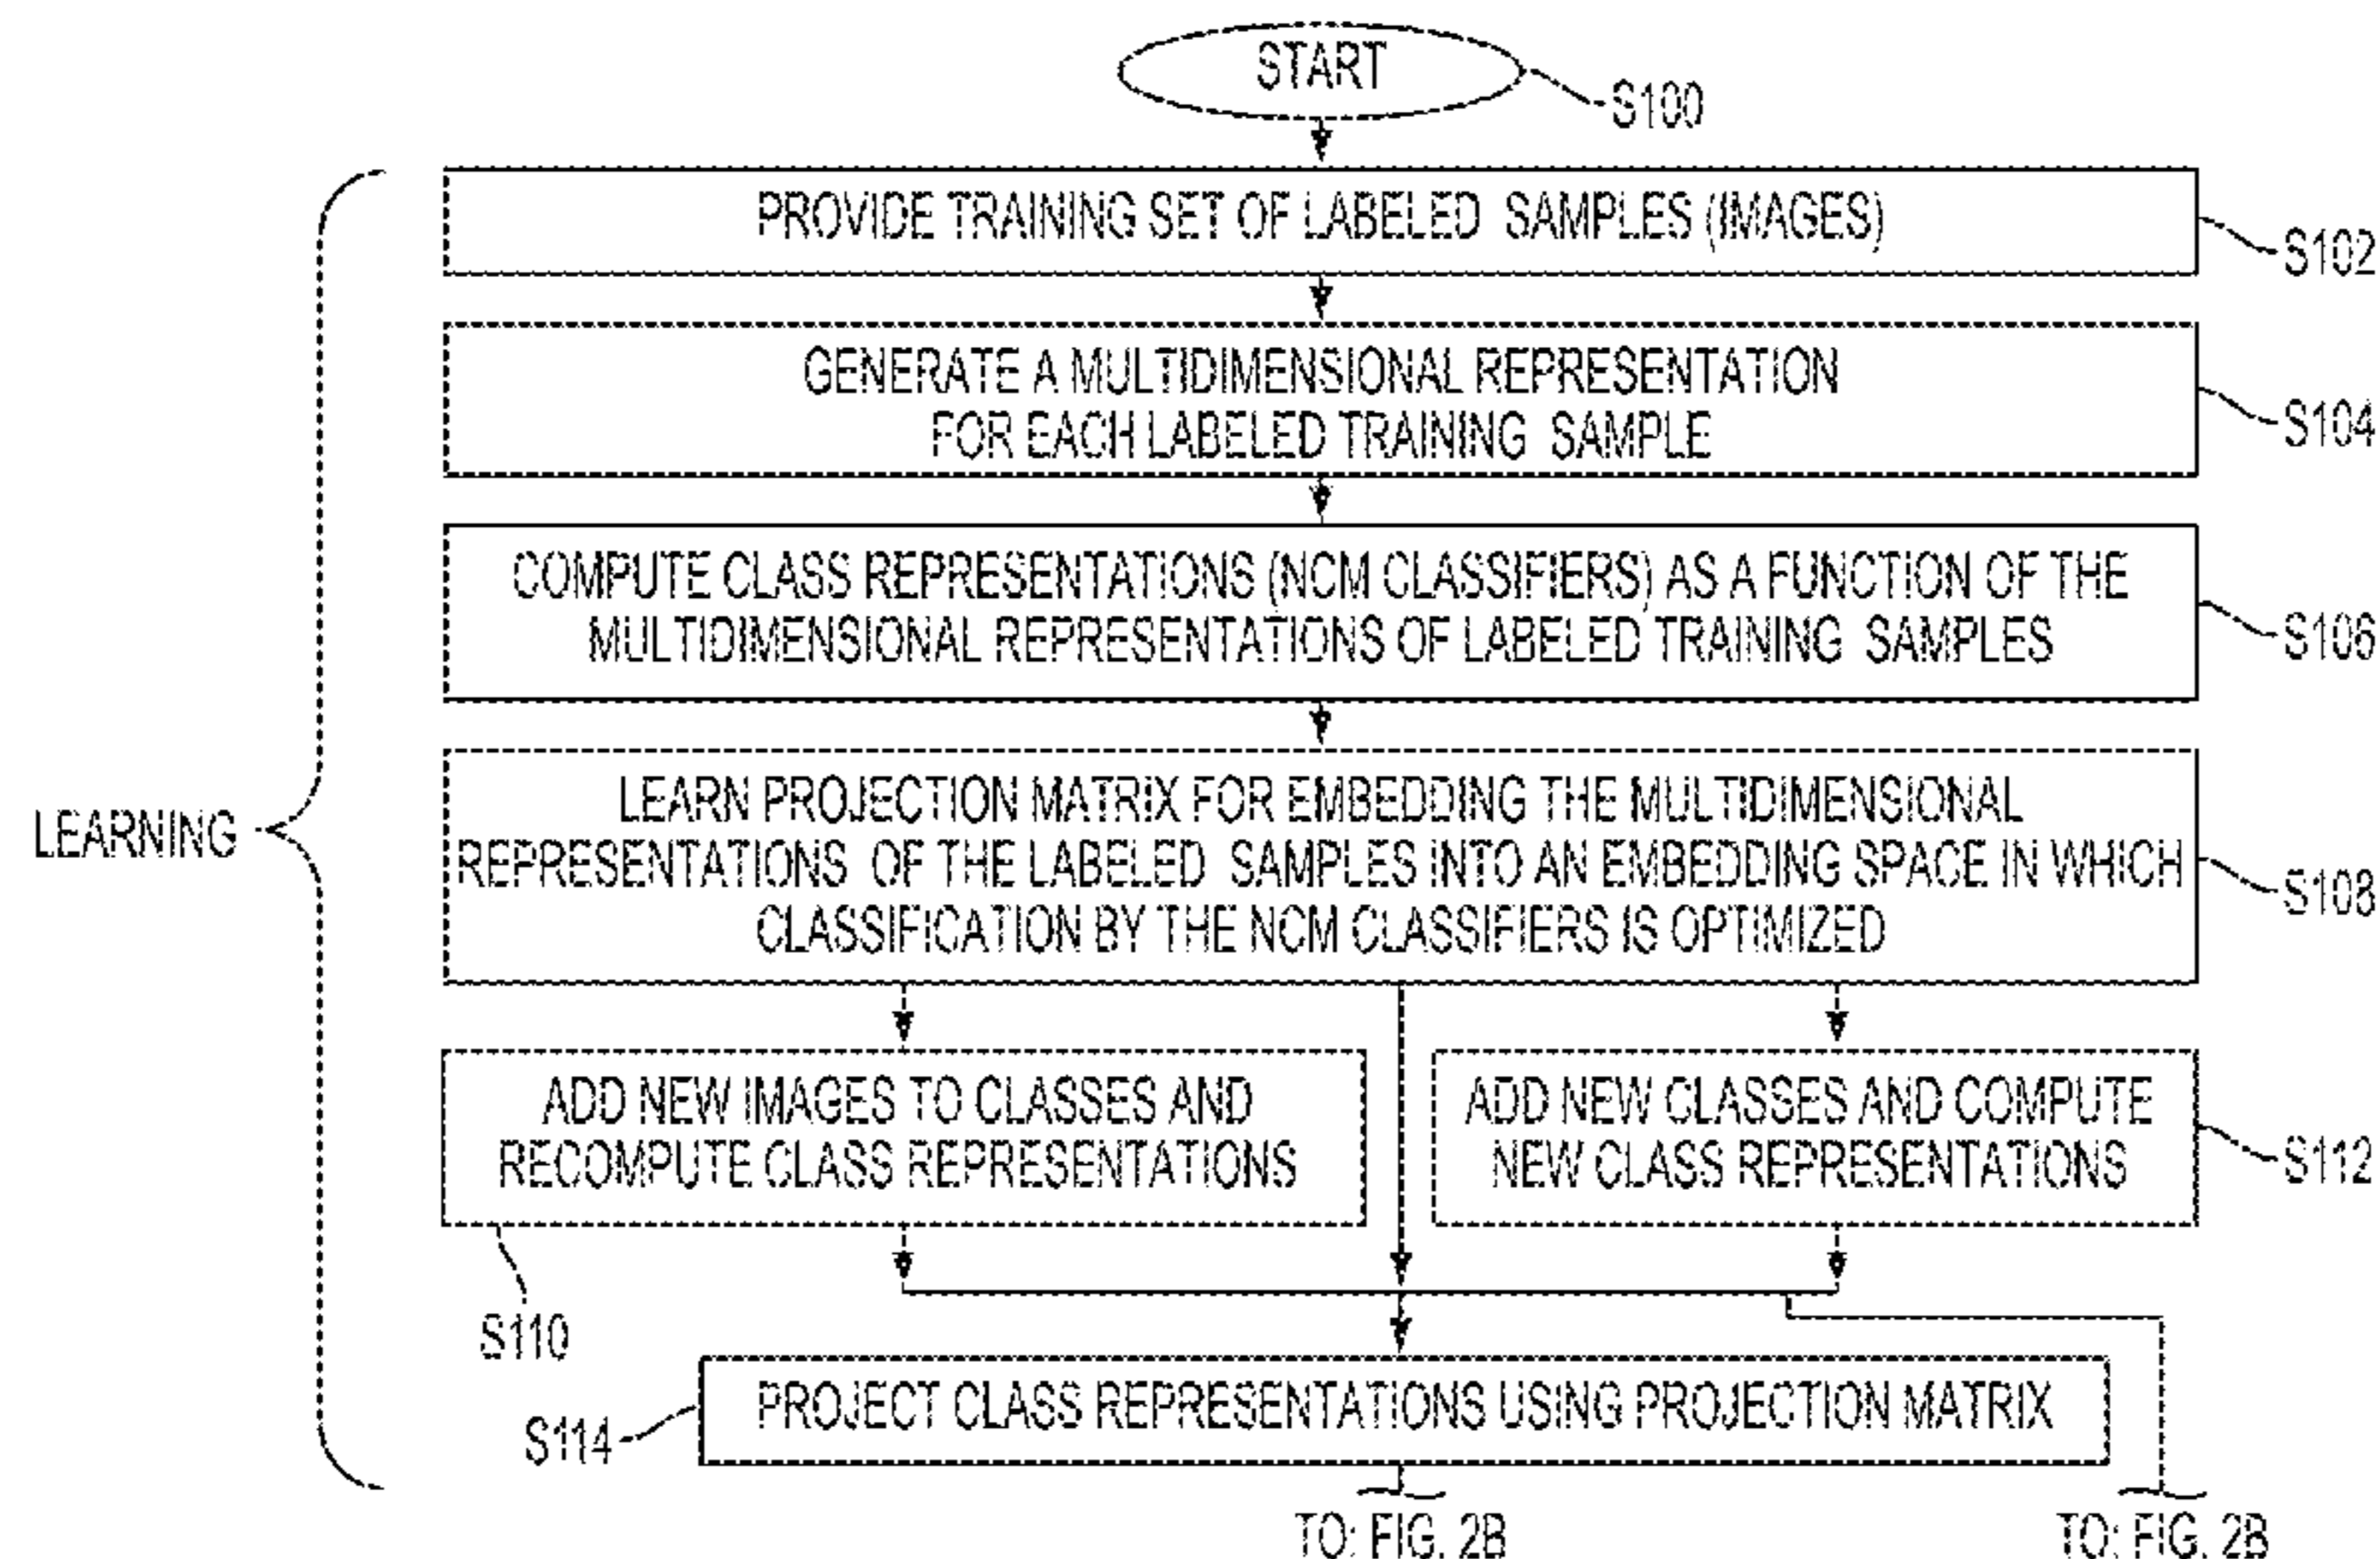 START
S100
PROVIDE TRAINING SET OF LABELED SAMPLES (IMAGES)
S102
GENERATE A MULTIDIMENSIONAL REPRESENTATION
FOR EACH LABELED TRAINING SAMPLE
S104
COMPUTE CLASS REPRESENTATIONS (NCM CLASSIFIERS) AS A FUNCTION OF THE
MULTIDIMENSIONAL REPRESENTATIONS OF LABELED TRAINING SAMPLES
S106
LEARNING
LEARN PROJECTION MATRIX FOR EMBEDDING THE MULTIDIMENSIONAL
REPRESENTATIONS OF THE LABELED SAMPLES INTO AN EMBEDDING SPACE IN WHICH
CLASSIFICATION BY THE NCM CLASSIFIERS IS OPTIMIZED
S108
ADD NEW IMAGES TO CLASSES AND
RECOMPUTE CLASS REPRESENTATIONS
S110
ADD NEW CLASSES AND COMPUTE
NEW CLASS REPRESENTATIONS
S112
PROJECT CLASS REPRESENTATIONS USING PROJECTION MATRIX
S114
TO: FIG. 2B
TO: FIG. 2B